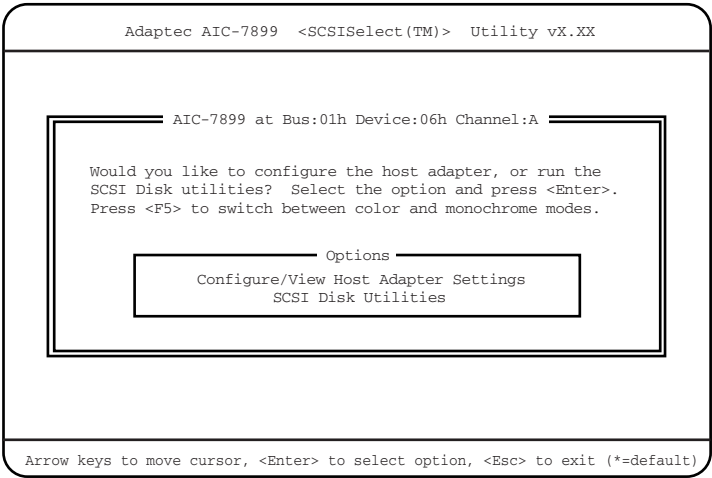 Adaptec AIC-7899  <SCSISelect(TM)>  Utility vX.XX
AIC-7899 at Bus:01h Device:06h Channel:A
Would you like to configure the host adapter, or run the
SCSI Disk utilities?  Select the option and press <Enter>.
Press <F5> to switch between color and monochrome modes.
Options
Configure/View Host Adapter Settings
SCSI Disk Utilities
Arrow keys to move cursor, <Enter> to select option, <Esc> to exit (*=default)